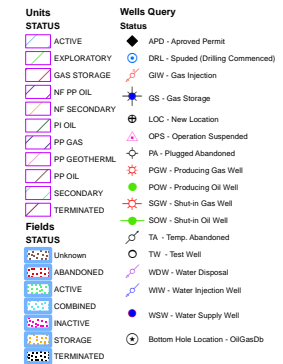 Units
STATUS
ACTIVE
EXPLORATORY
GAS STORAGE
NF PP OIL
NF SECONDARY
PI OIL
PP GAS
PP GEOTHERML
PP OIL
SECONDARY
TERMINATED
Fields
STATUS
Unknown
ABANDONED
ACTIVE
COMBINED
INACTIVE
STORAGE
TERMINATED
Wells Query
Status
APD - Aproved Permit
DRL - Spuded (Drilling Commenced)
GIW - Gas Injection
GS - Gas Storage
LOC - New Location
OPS - Operation Suspended
PA - Plugged Abandoned
PGW - Producing Gas Well
POW - Producing Oil Well
SGW - Shut-in Gas Well
SOW - Shut-in Oil Well
TA - Temp. Abandoned
TW - Test Well
WDW - Water Disposal
WIW - Water Injection Well
WSW - Water Supply Well
Bottom Hole Location - OilGasDb